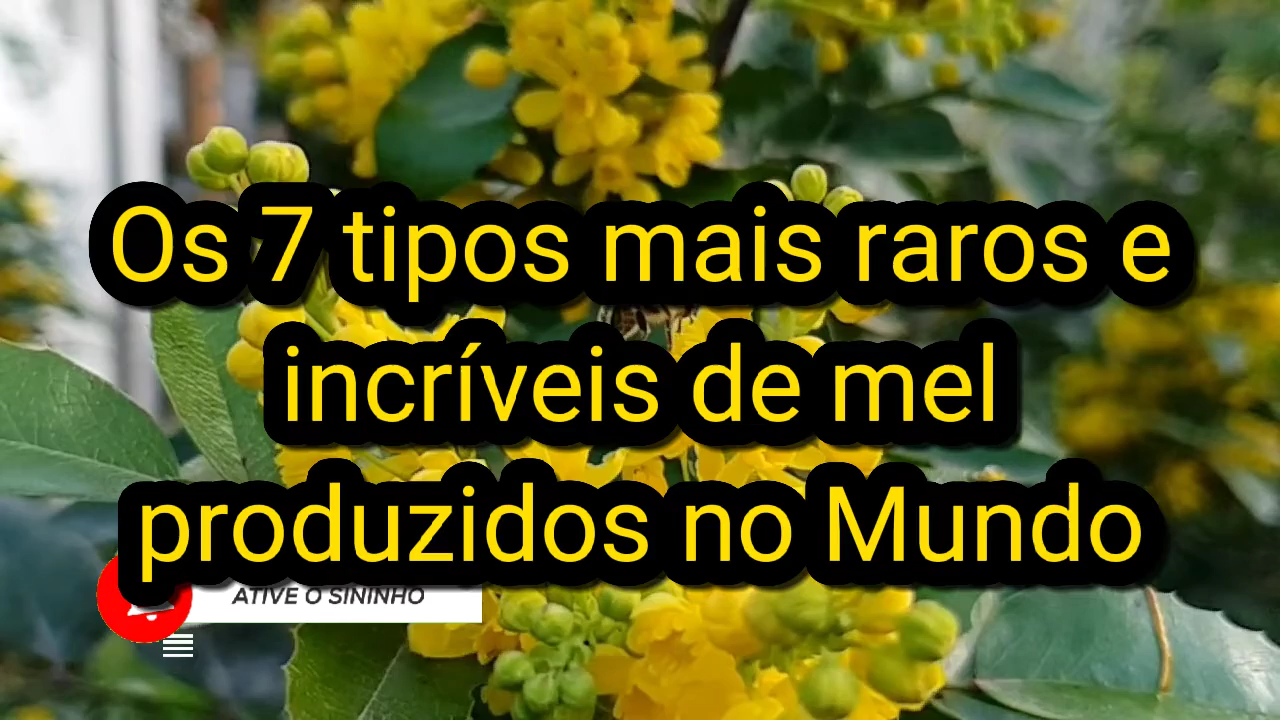 Os 7 tipos mais raros e
incríveis de mel
produzidos no Mundo
ATIVE O SININHO